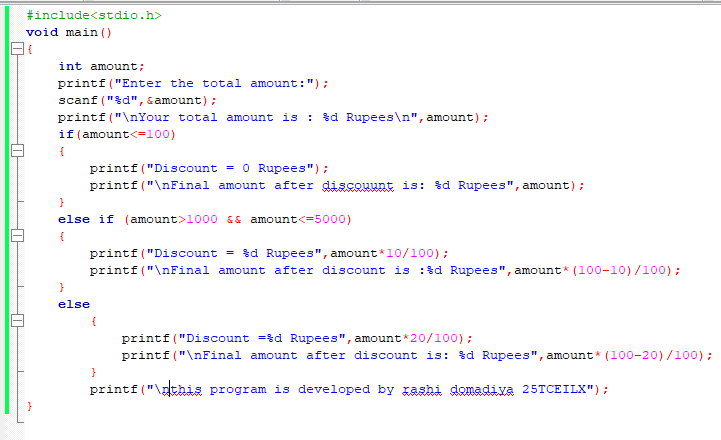 #include<stdio.h>
void main()
{
int amount;
printf("Enter the total amount:");
scanf("%d",&amount);
printf("\nYour total amount is : %d Rupees\n",amount);
if(amount<=100)
{
printf("Discount = 0 Rupees");
printf("\nFinal amount after discouunt is: %d Rupees",amount);
}
else if (amount>1000 && amount<=5000)
{
printf("Discount = %d Rupees",amount*10/100);
printf("\nFinal amount after discount is :%d Rupees",amount*(100-10)/100);
}
else
{
printf("Discount =%d Rupees",amount*20/100);
printf("\nFinal amount after discount is: %d Rupees",amount*(100-20)/100);
}
printf("\nthis program is developed by rashi domadiya 25TCEILX");
}